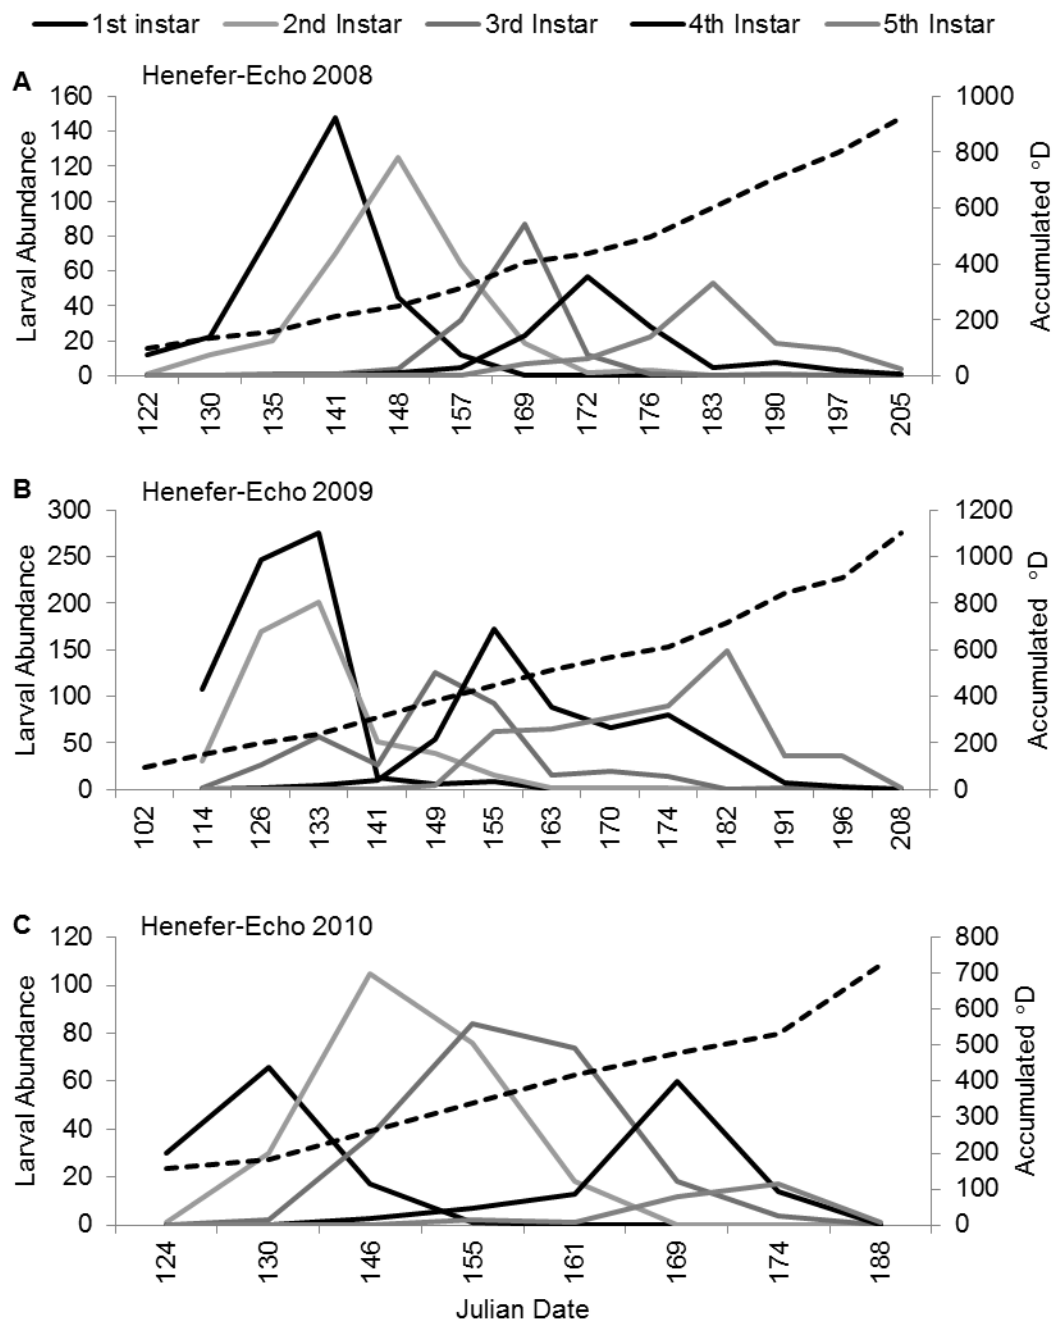 1st instar 2nd Instar 3rd Instar 4th Instar 5th Instar
A Henefer-Echo 2008
160 140 120 100 80 60 40 20 0
Larval Abundance
1000 800 600 400 200 0
Accumulated °D
122 130 135 141 148 157 169 172 176 183 190 197 205
B Henefer-Echo 2009
300 250 200 150 100 50 0
Larval Abundance
1200 1000 800 600 400 200 0
Accumulated °D
102 114 126 133 141 149 155 163 170 174 182 191 196 208
C Henefer-Echo 2010
120 100 80 60 40 20 0
Larval Abundance
800 700 600 500 400 300 200 100 0
Accumulated °D
124 130 146 155 161 169 174 188
Julian Date